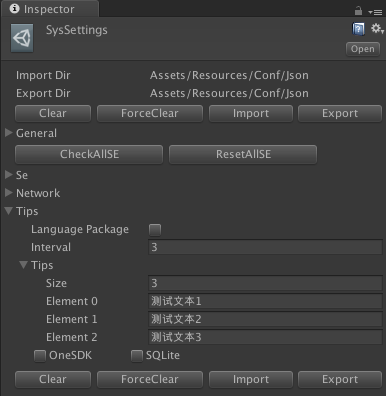 Inspector
SysSettings
Open
Import Dir Assets/Resources/Conf/Json
Export Dir Assets/Resources/Conf/Json
Clear ForceClear Import Export
General
CheckAllSE ResetAllSE
Se
Network
Tips
Language Package
Interval 3
Tips
Size 3
Element 0 测试文本1
Element 1 测试文本2
Element 2 测试文本3
OneSDK SQLite
Clear ForceClear Import Export